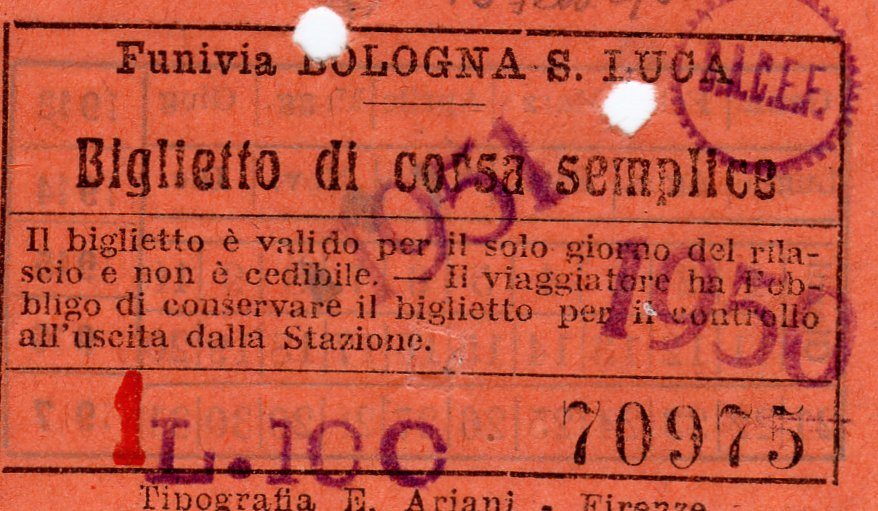 Funivia BOLOGNA-S. LUCA
U.I.C.E.F.
Biglietto di corsa semplice
1951
Il biglietto è valido per il solo giorno del rila-
scio e non è cedibile. — Il viaggiatore ha l'ob-
bligo di conservare il biglietto per il controllo
all'uscita dalla Stazione.
1950
1 L.100 70975
Tipografia E. Ariani - Firenze